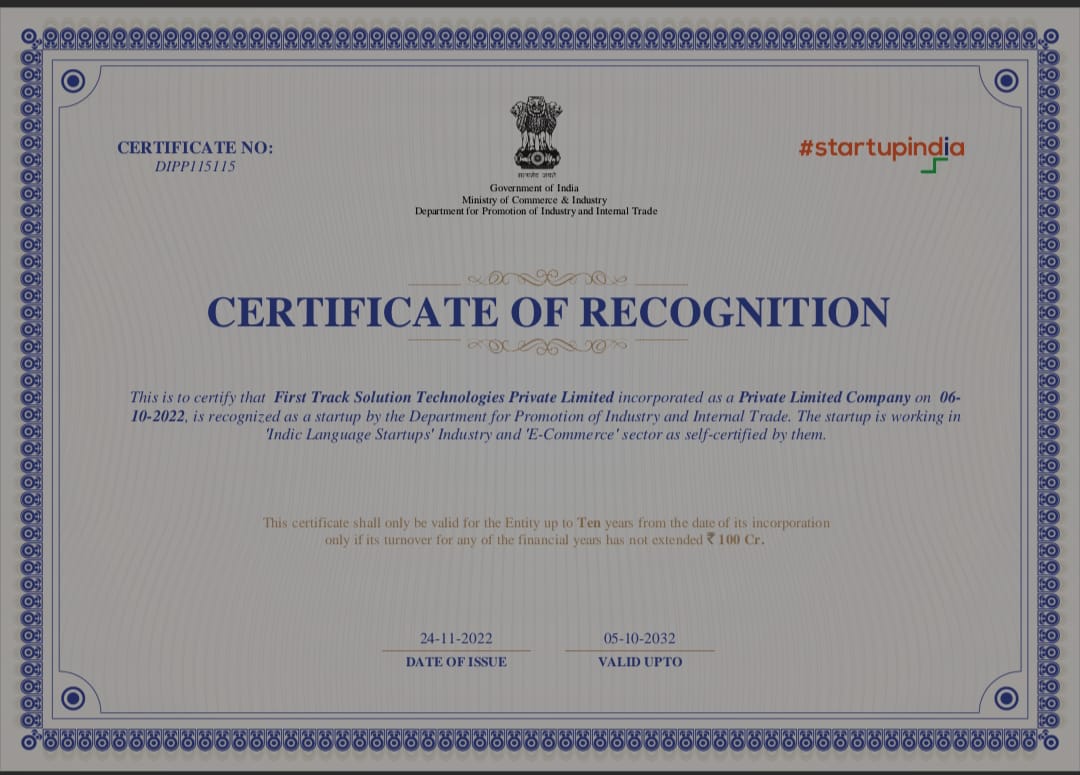 CERTIFICATE NO:
DIPP115115
सत्यमेव जयते
Government of India
Ministry of Commerce & Industry
Department for Promotion of Industry and Internal Trade
#startupindia
CERTIFICATE OF RECOGNITION
This is to certify that First Track Solution Technologies Private Limited incorporated as a Private Limited Company on 06-
10-2022, is recognized as a startup by the Department for Promotion of Industry and Internal Trade. The startup is working in
'Indic Language Startups' Industry and 'E-Commerce' sector as self-certified by them.
This certificate shall only be valid for the Entity up to Ten years from the date of its incorporation
only if its turnover for any of the financial years has not extended ₹ 100 Cr.
24-11-2022
DATE OF ISSUE
05-10-2032
VALID UPTO